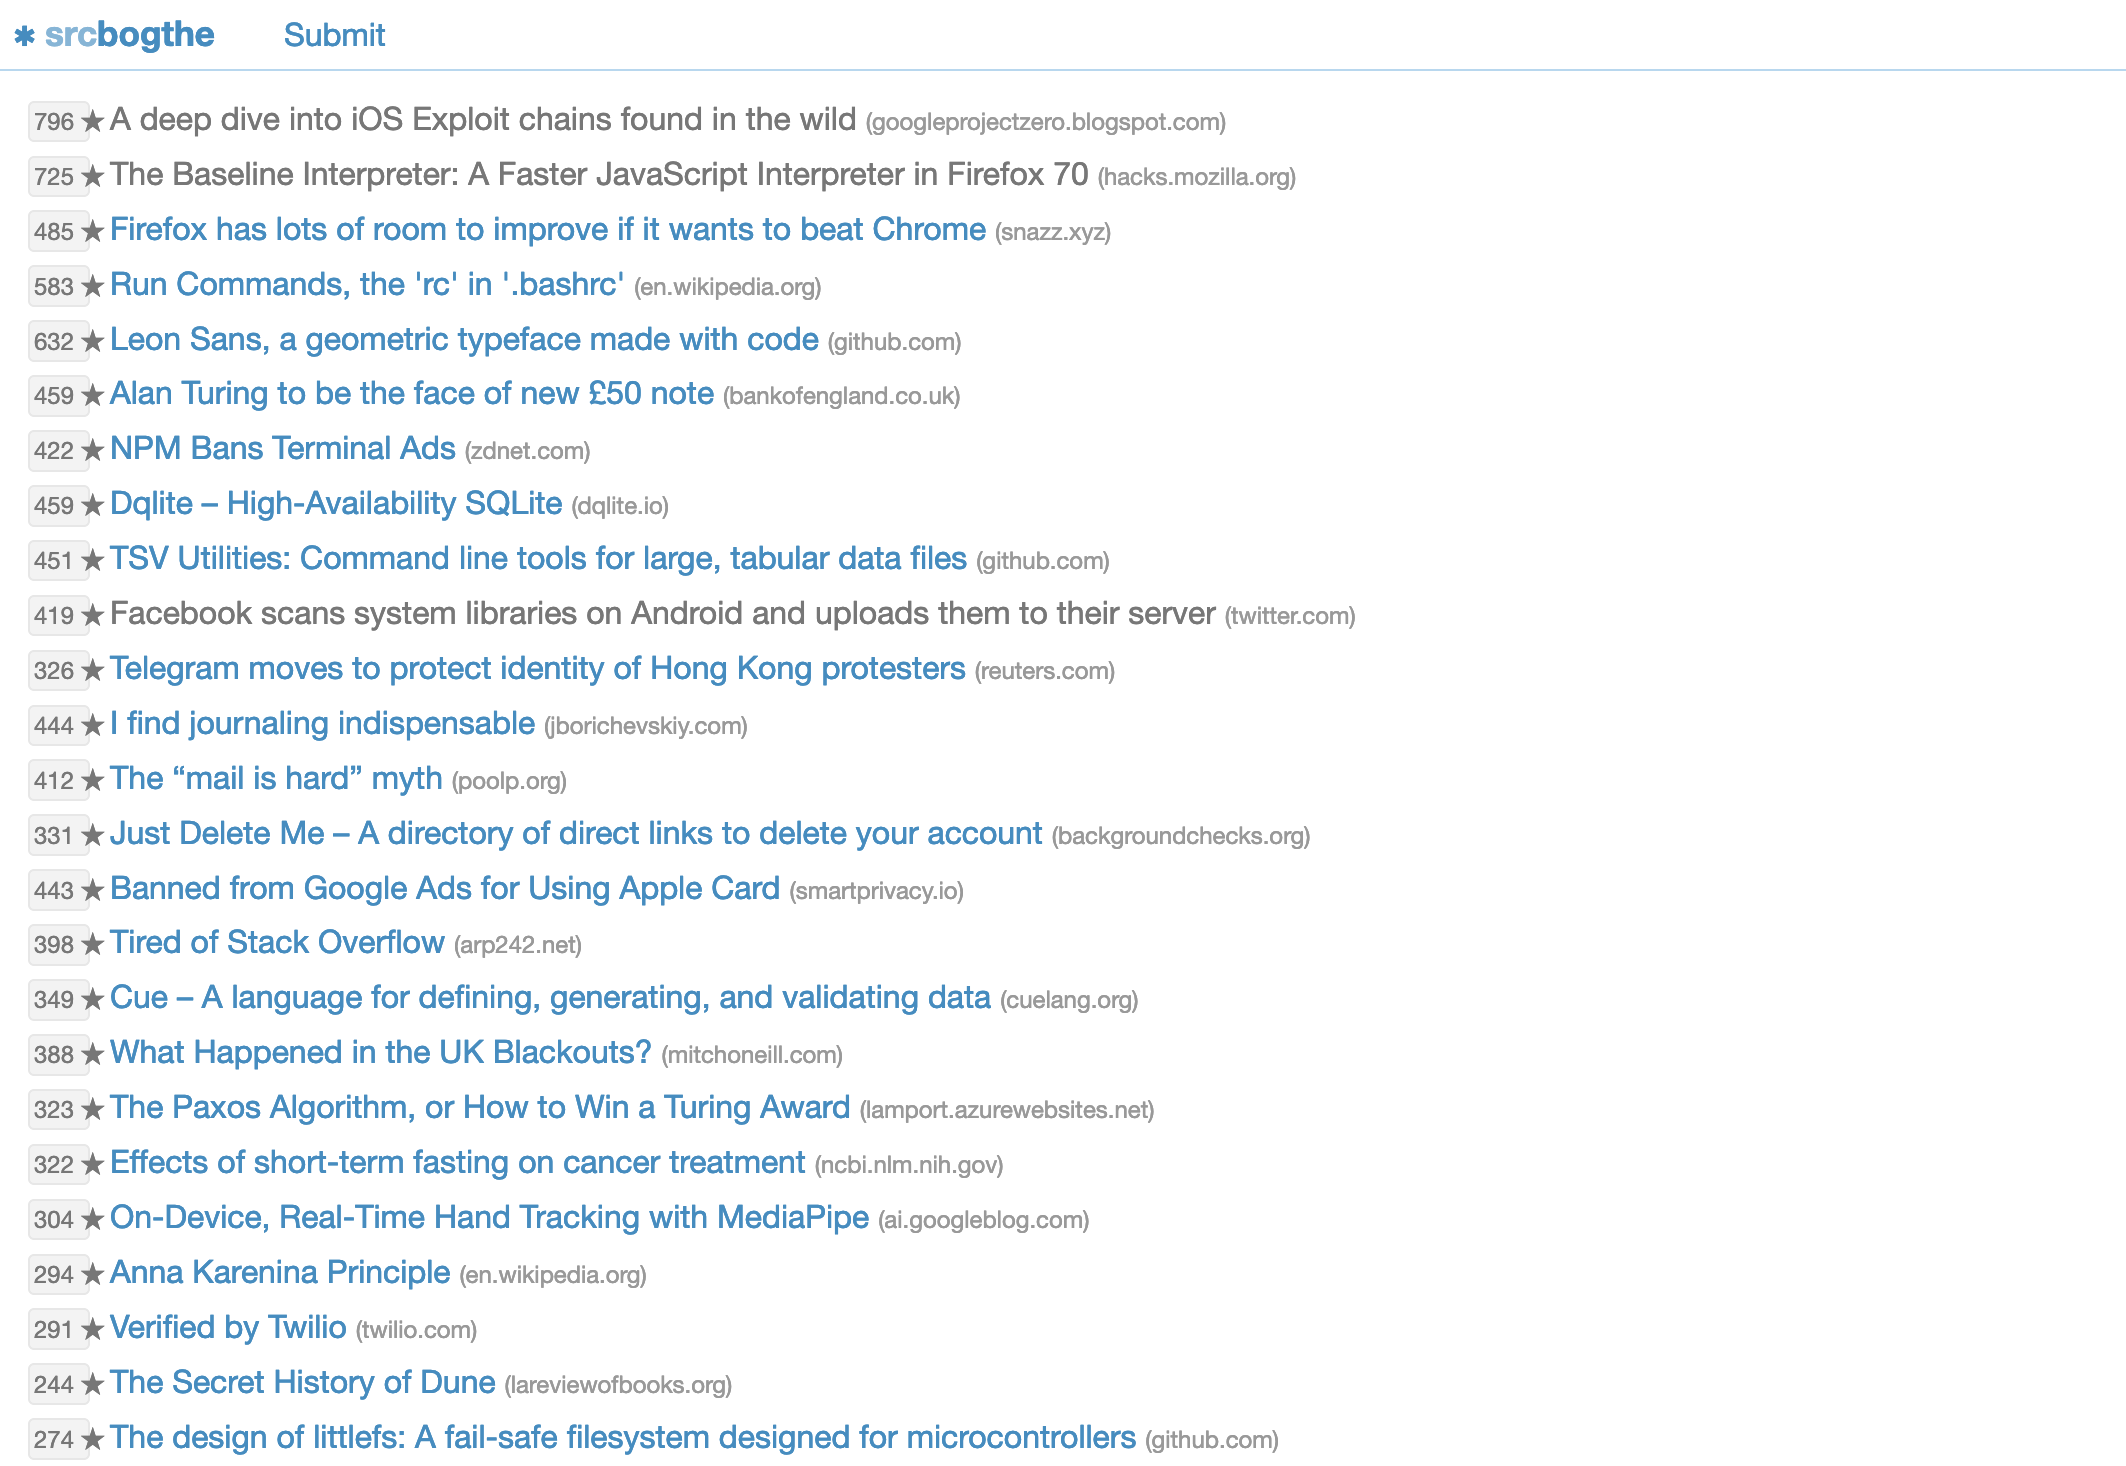 ✱ srcbogthe Submit
796 ★ A deep dive into iOS Exploit chains found in the wild (googleprojectzero.blogspot.com)
725 ★ The Baseline Interpreter: A Faster JavaScript Interpreter in Firefox 70 (hacks.mozilla.org)
485 ★ Firefox has lots of room to improve if it wants to beat Chrome (snazz.xyz)
583 ★ Run Commands, the 'rc' in '.bashrc' (en.wikipedia.org)
632 ★ Leon Sans, a geometric typeface made with code (github.com)
459 ★ Alan Turing to be the face of new £50 note (bankofengland.co.uk)
422 ★ NPM Bans Terminal Ads (zdnet.com)
459 ★ Dqlite – High-Availability SQLite (dqlite.io)
451 ★ TSV Utilities: Command line tools for large, tabular data files (github.com)
419 ★ Facebook scans system libraries on Android and uploads them to their server (twitter.com)
326 ★ Telegram moves to protect identity of Hong Kong protesters (reuters.com)
444 ★ I find journaling indispensable (jborichevskiy.com)
412 ★ The “mail is hard” myth (poolp.org)
331 ★ Just Delete Me – A directory of direct links to delete your account (backgroundchecks.org)
443 ★ Banned from Google Ads for Using Apple Card (smartprivacy.io)
398 ★ Tired of Stack Overflow (arp242.net)
349 ★ Cue – A language for defining, generating, and validating data (cuelang.org)
388 ★ What Happened in the UK Blackouts? (mitchoneill.com)
323 ★ The Paxos Algorithm, or How to Win a Turing Award (lamport.azurewebsites.net)
322 ★ Effects of short-term fasting on cancer treatment (ncbi.nlm.nih.gov)
304 ★ On-Device, Real-Time Hand Tracking with MediaPipe (ai.googleblog.com)
294 ★ Anna Karenina Principle (en.wikipedia.org)
291 ★ Verified by Twilio (twilio.com)
244 ★ The Secret History of Dune (lareviewofbooks.org)
274 ★ The design of littlefs: A fail-safe filesystem designed for microcontrollers (github.com)